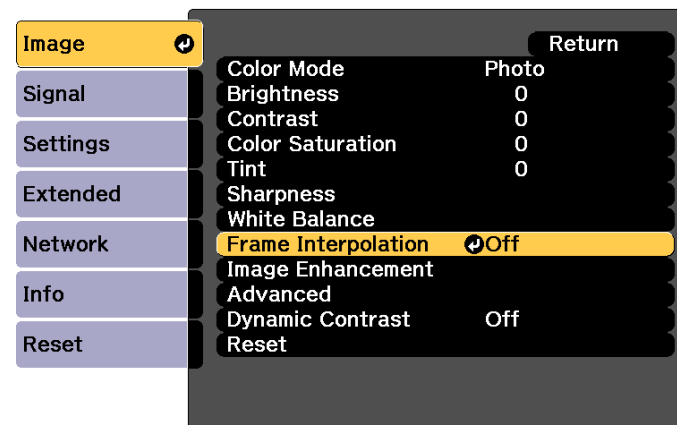 Image
Signal
Settings
Extended
Network
Info
Reset
Return
Color Mode Photo
Brightness 0
Contrast 0
Color Saturation 0
Tint 0
Sharpness
White Balance
Frame Interpolation Off
Image Enhancement
Advanced
Dynamic Contrast Off
Reset